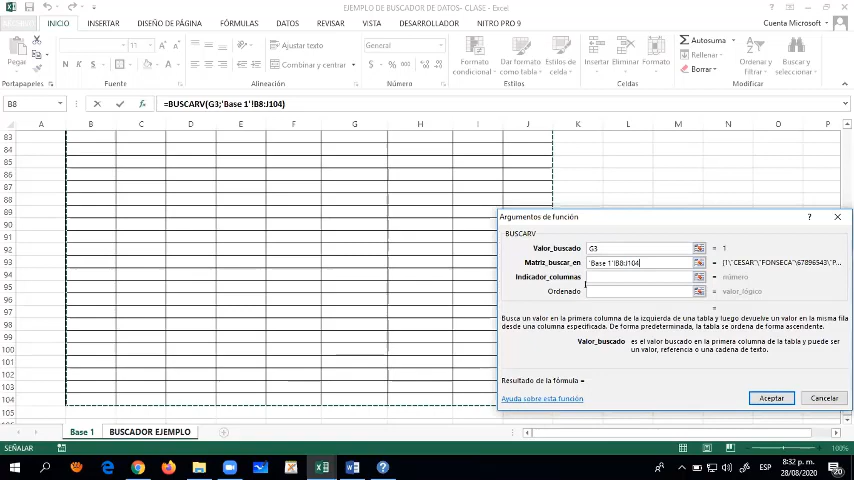 EJEMPLO DE BUSCADOR DE DATOS- CLASE - Excel
ARCHIVO INICIO INSERTAR DISEÑO DE PÁGINA FÓRMULAS DATOS REVISAR VISTA DESARROLLADOR NITRO PRO 9 Cuenta Microsoft
Pegar
11
N K S
Ajustar texto
Combinar y centrar
General
$ % 000
Formato condicional
Dar formato como tabla
Estilos de celda
Insertar Eliminar Formato
Autosuma
Rellenar
Borrar
Ordenar y filtrar
Buscar y seleccionar
Portapapeles Fuente Alineación Número Estilos Celdas Modificar
B8 fx =BUSCARV(G3;'Base 1'!B8:J104)
A B C D E F G H I J K L M N O P
83
84
85
86
87
88
89
90
91
92
93
94
95
96
97
98
99
100
101
102
103
104
105
Argumentos de función ?
BUSCARV
Valor_buscado G3 = 1
Matriz_buscar_en 'Base 1'!B8:J104 = {1\"CESAR"\"FONSECA"\67896543\"P...
Indicador_columnas = número
Ordenado = valor_lógico
=
Busca un valor en la primera columna de la izquierda de una tabla y luego devuelve un valor en la misma fila
desde una columna especificada. De forma predeterminada, la tabla se ordena de forma ascendente.
Valor_buscado es el valor buscado en la primera columna de la tabla y puede ser
un valor, referencia o una cadena de texto.
Resultado de la fórmula =
Ayuda sobre esta función Aceptar Cancelar
Base 1 BUSCADOR EJEMPLO
SEÑALAR 100%
ESP 8:32 p. m.
28/08/2020 20